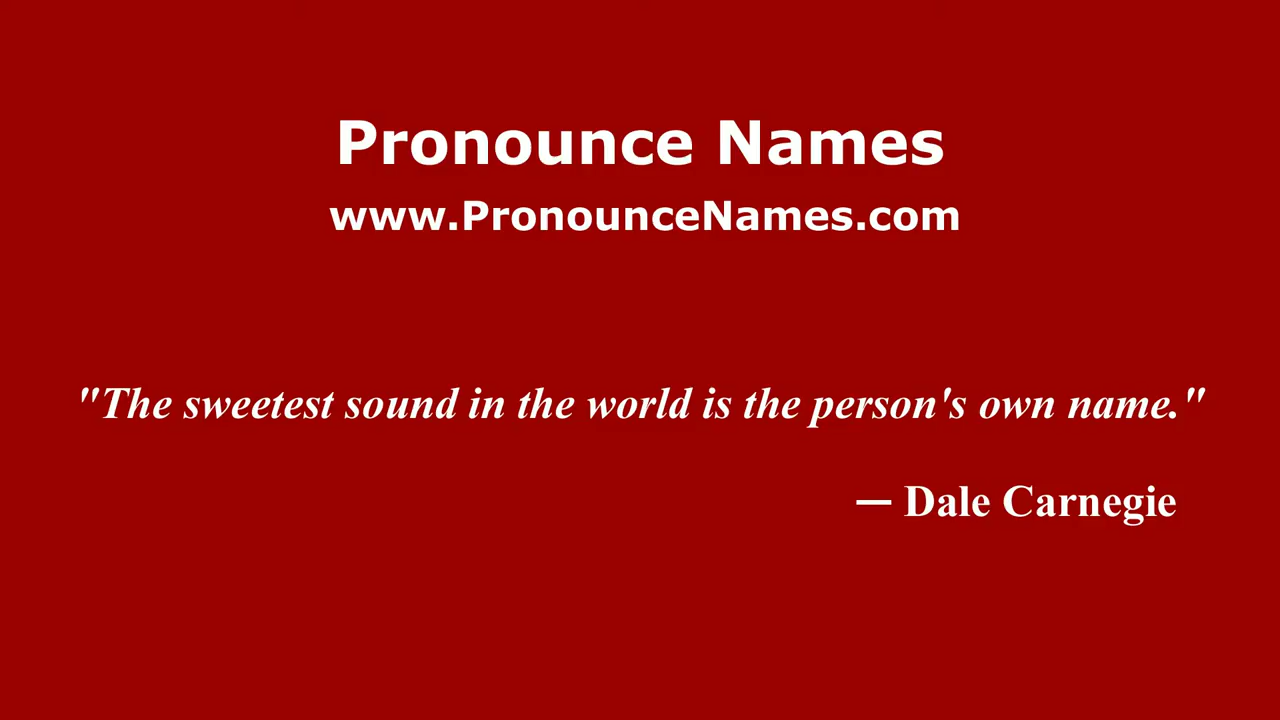 Pronounce Names
www.PronounceNames.com
"The sweetest sound in the world is the person's own name."
— Dale Carnegie